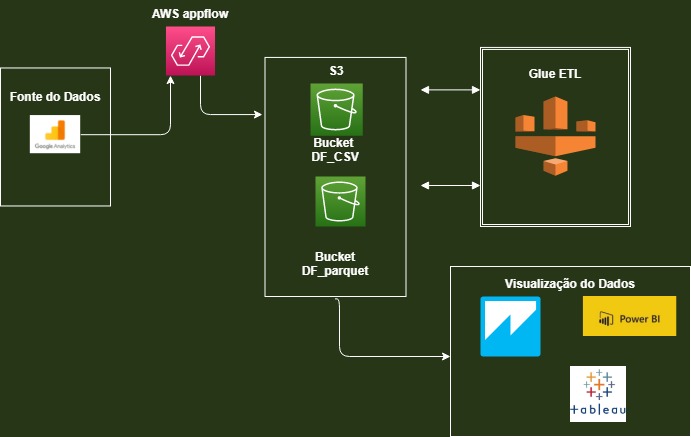 AWS appflow
Fonte do Dados
Google Analytics
S3
Bucket
DF_CSV
Bucket
DF_parquet
Glue ETL
Visualização do Dados
Power BI
+ableau